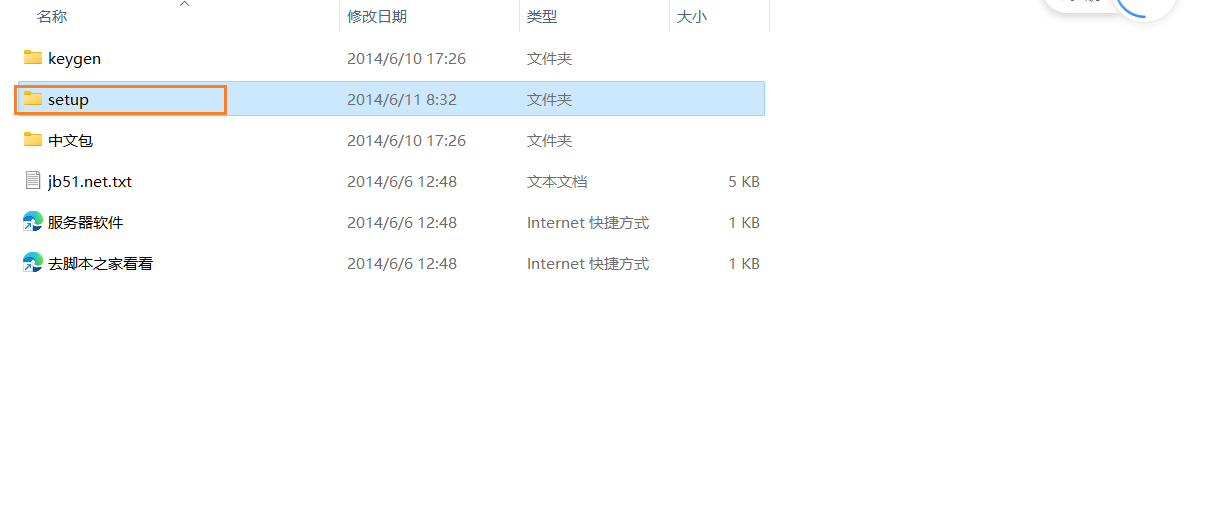 名称 修改日期 类型 大小
keygen 2014/6/10 17:26 文件夹
setup 2014/6/11 8:32 文件夹
中文包 2014/6/10 17:26 文件夹
jb51.net.txt 2014/6/6 12:48 文本文档 5 KB
服务器软件 2014/6/6 12:48 Internet 快捷方式 1 KB
去脚本之家看看 2014/6/6 12:48 Internet 快捷方式 1 KB